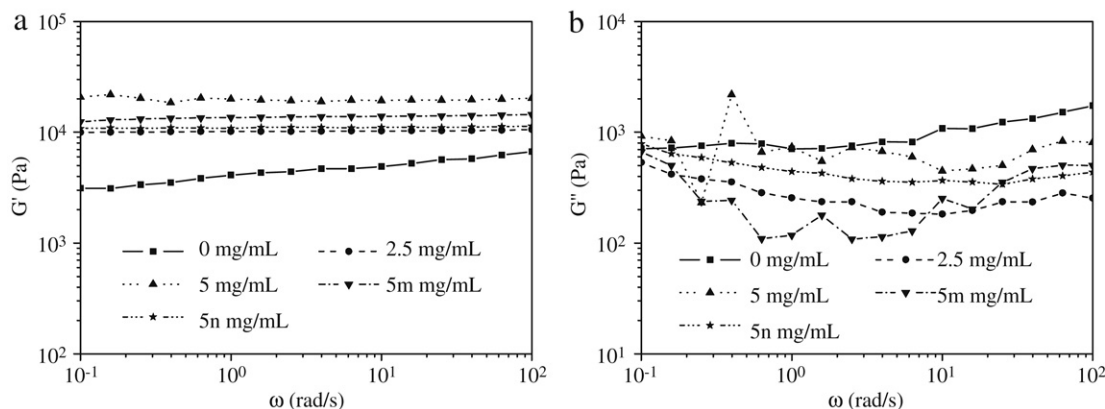 a
10^5
10^4
10^3
10^2
G' (Pa)
0 mg/mL
2.5 mg/mL
5 mg/mL
5m mg/mL
5n mg/mL
10^-1
10^0
10^1
10^2
ω (rad/s)
b
10^4
10^3
10^2
10^1
G'' (Pa)
0 mg/mL
2.5 mg/mL
5 mg/mL
5m mg/mL
5n mg/mL
10^-1
10^0
10^1
10^2
ω (rad/s)